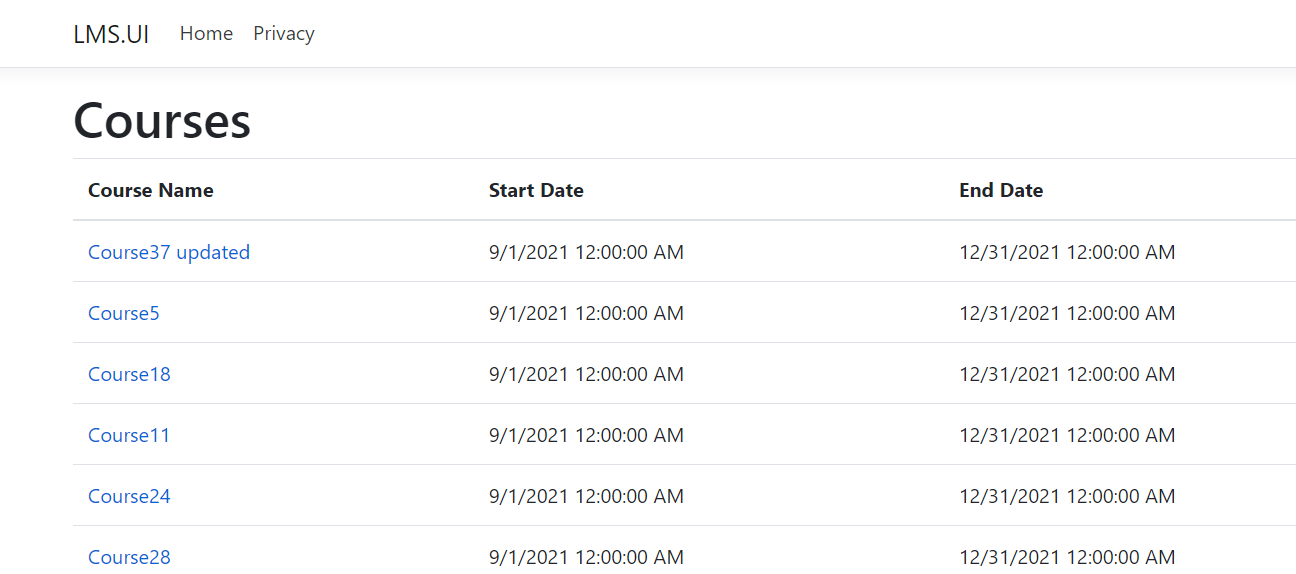 LMS.UI Home Privacy
Courses
Course Name Start Date End Date
Course37 updated 9/1/2021 12:00:00 AM 12/31/2021 12:00:00 AM
Course5 9/1/2021 12:00:00 AM 12/31/2021 12:00:00 AM
Course18 9/1/2021 12:00:00 AM 12/31/2021 12:00:00 AM
Course11 9/1/2021 12:00:00 AM 12/31/2021 12:00:00 AM
Course24 9/1/2021 12:00:00 AM 12/31/2021 12:00:00 AM
Course28 9/1/2021 12:00:00 AM 12/31/2021 12:00:00 AM